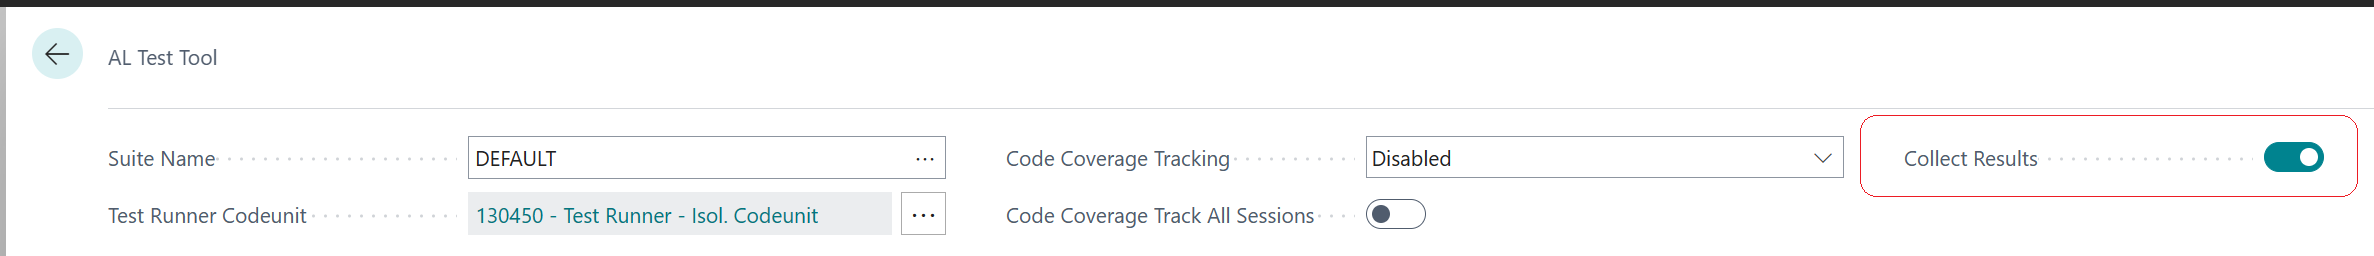 AL Test Tool
Suite Name
DEFAULT
Code Coverage Tracking
Disabled
Collect Results
Test Runner Codeunit
130450 - Test Runner - Isol. Codeunit
Code Coverage Track All Sessions